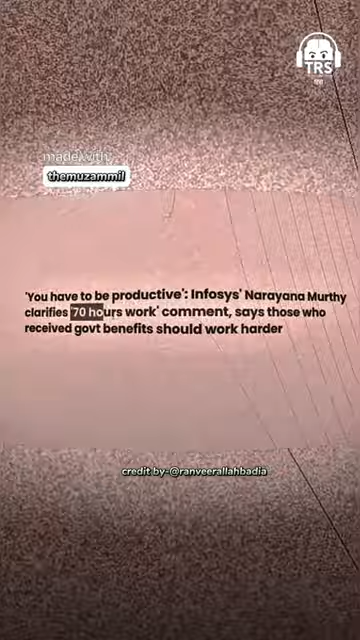 TRS
हिंदी
made with
themuzammil
'You have to be productive': Infosys' Narayana Murthy
clarifies '70 hours work' comment, says those who
received govt benefits should work harder
credit by-@ranveerallahbadia